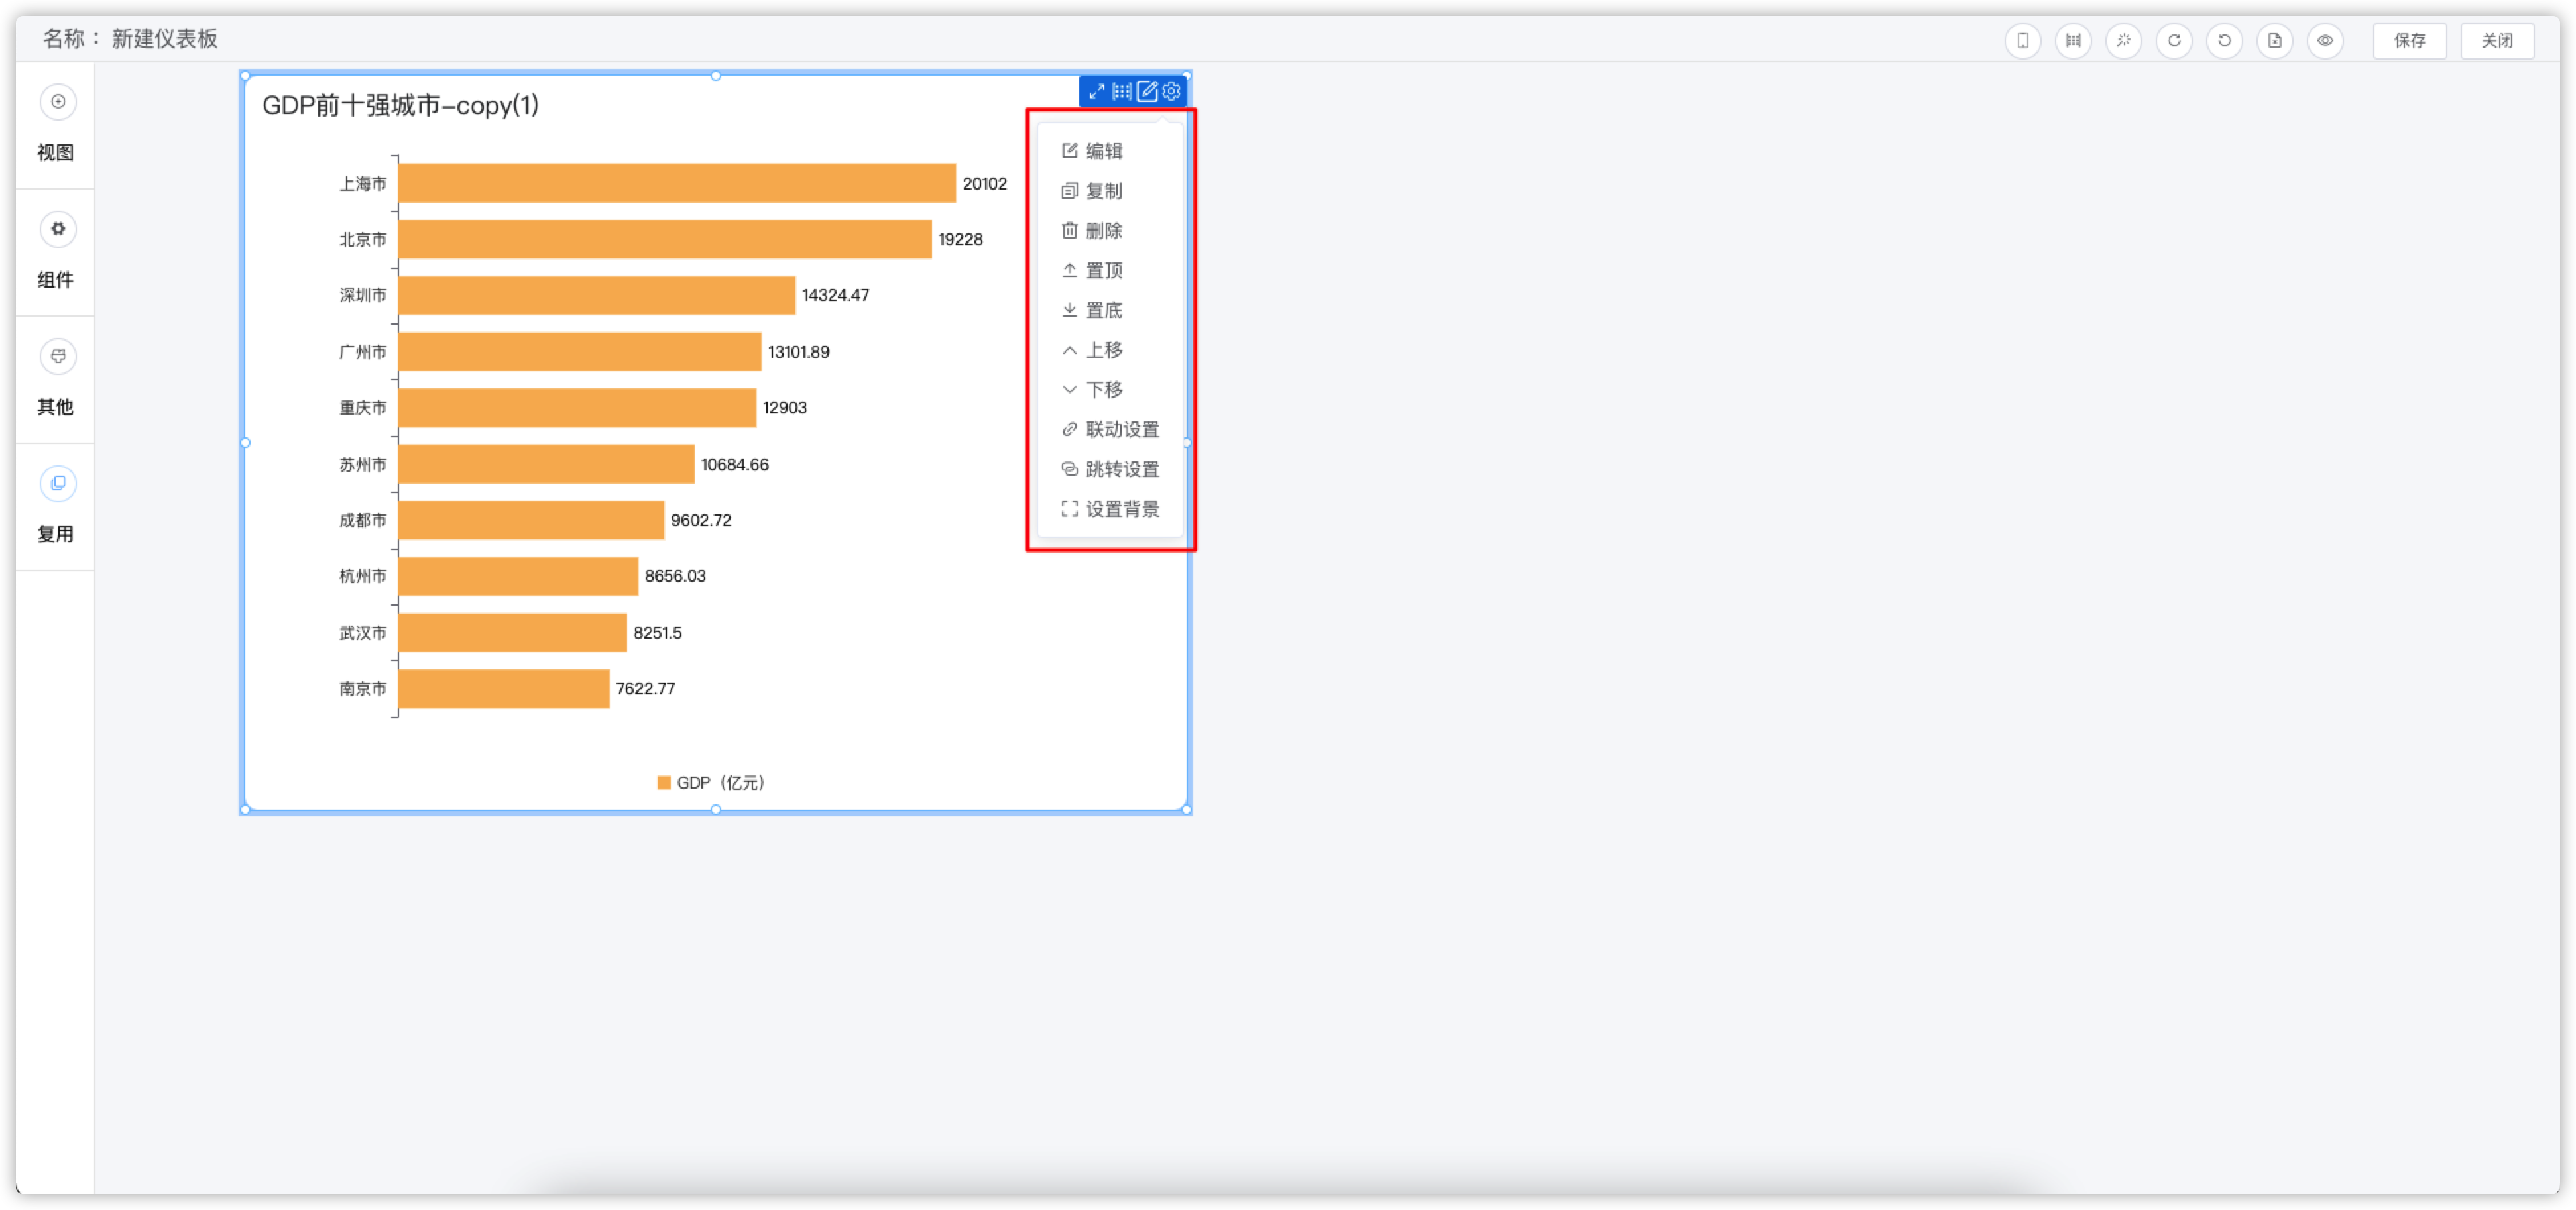 名称： 新建仪表板
保存
关闭
视图
组件
其他
复用
GDP前十强城市-copy(1)
上海市 20102
北京市 19228
深圳市 14324.47
广州市 13101.89
重庆市 12903
苏州市 10684.66
成都市 9602.72
杭州市 8656.03
武汉市 8251.5
南京市 7622.77
GDP（亿元）
编辑
复制
删除
置顶
置底
上移
下移
联动设置
跳转设置
设置背景